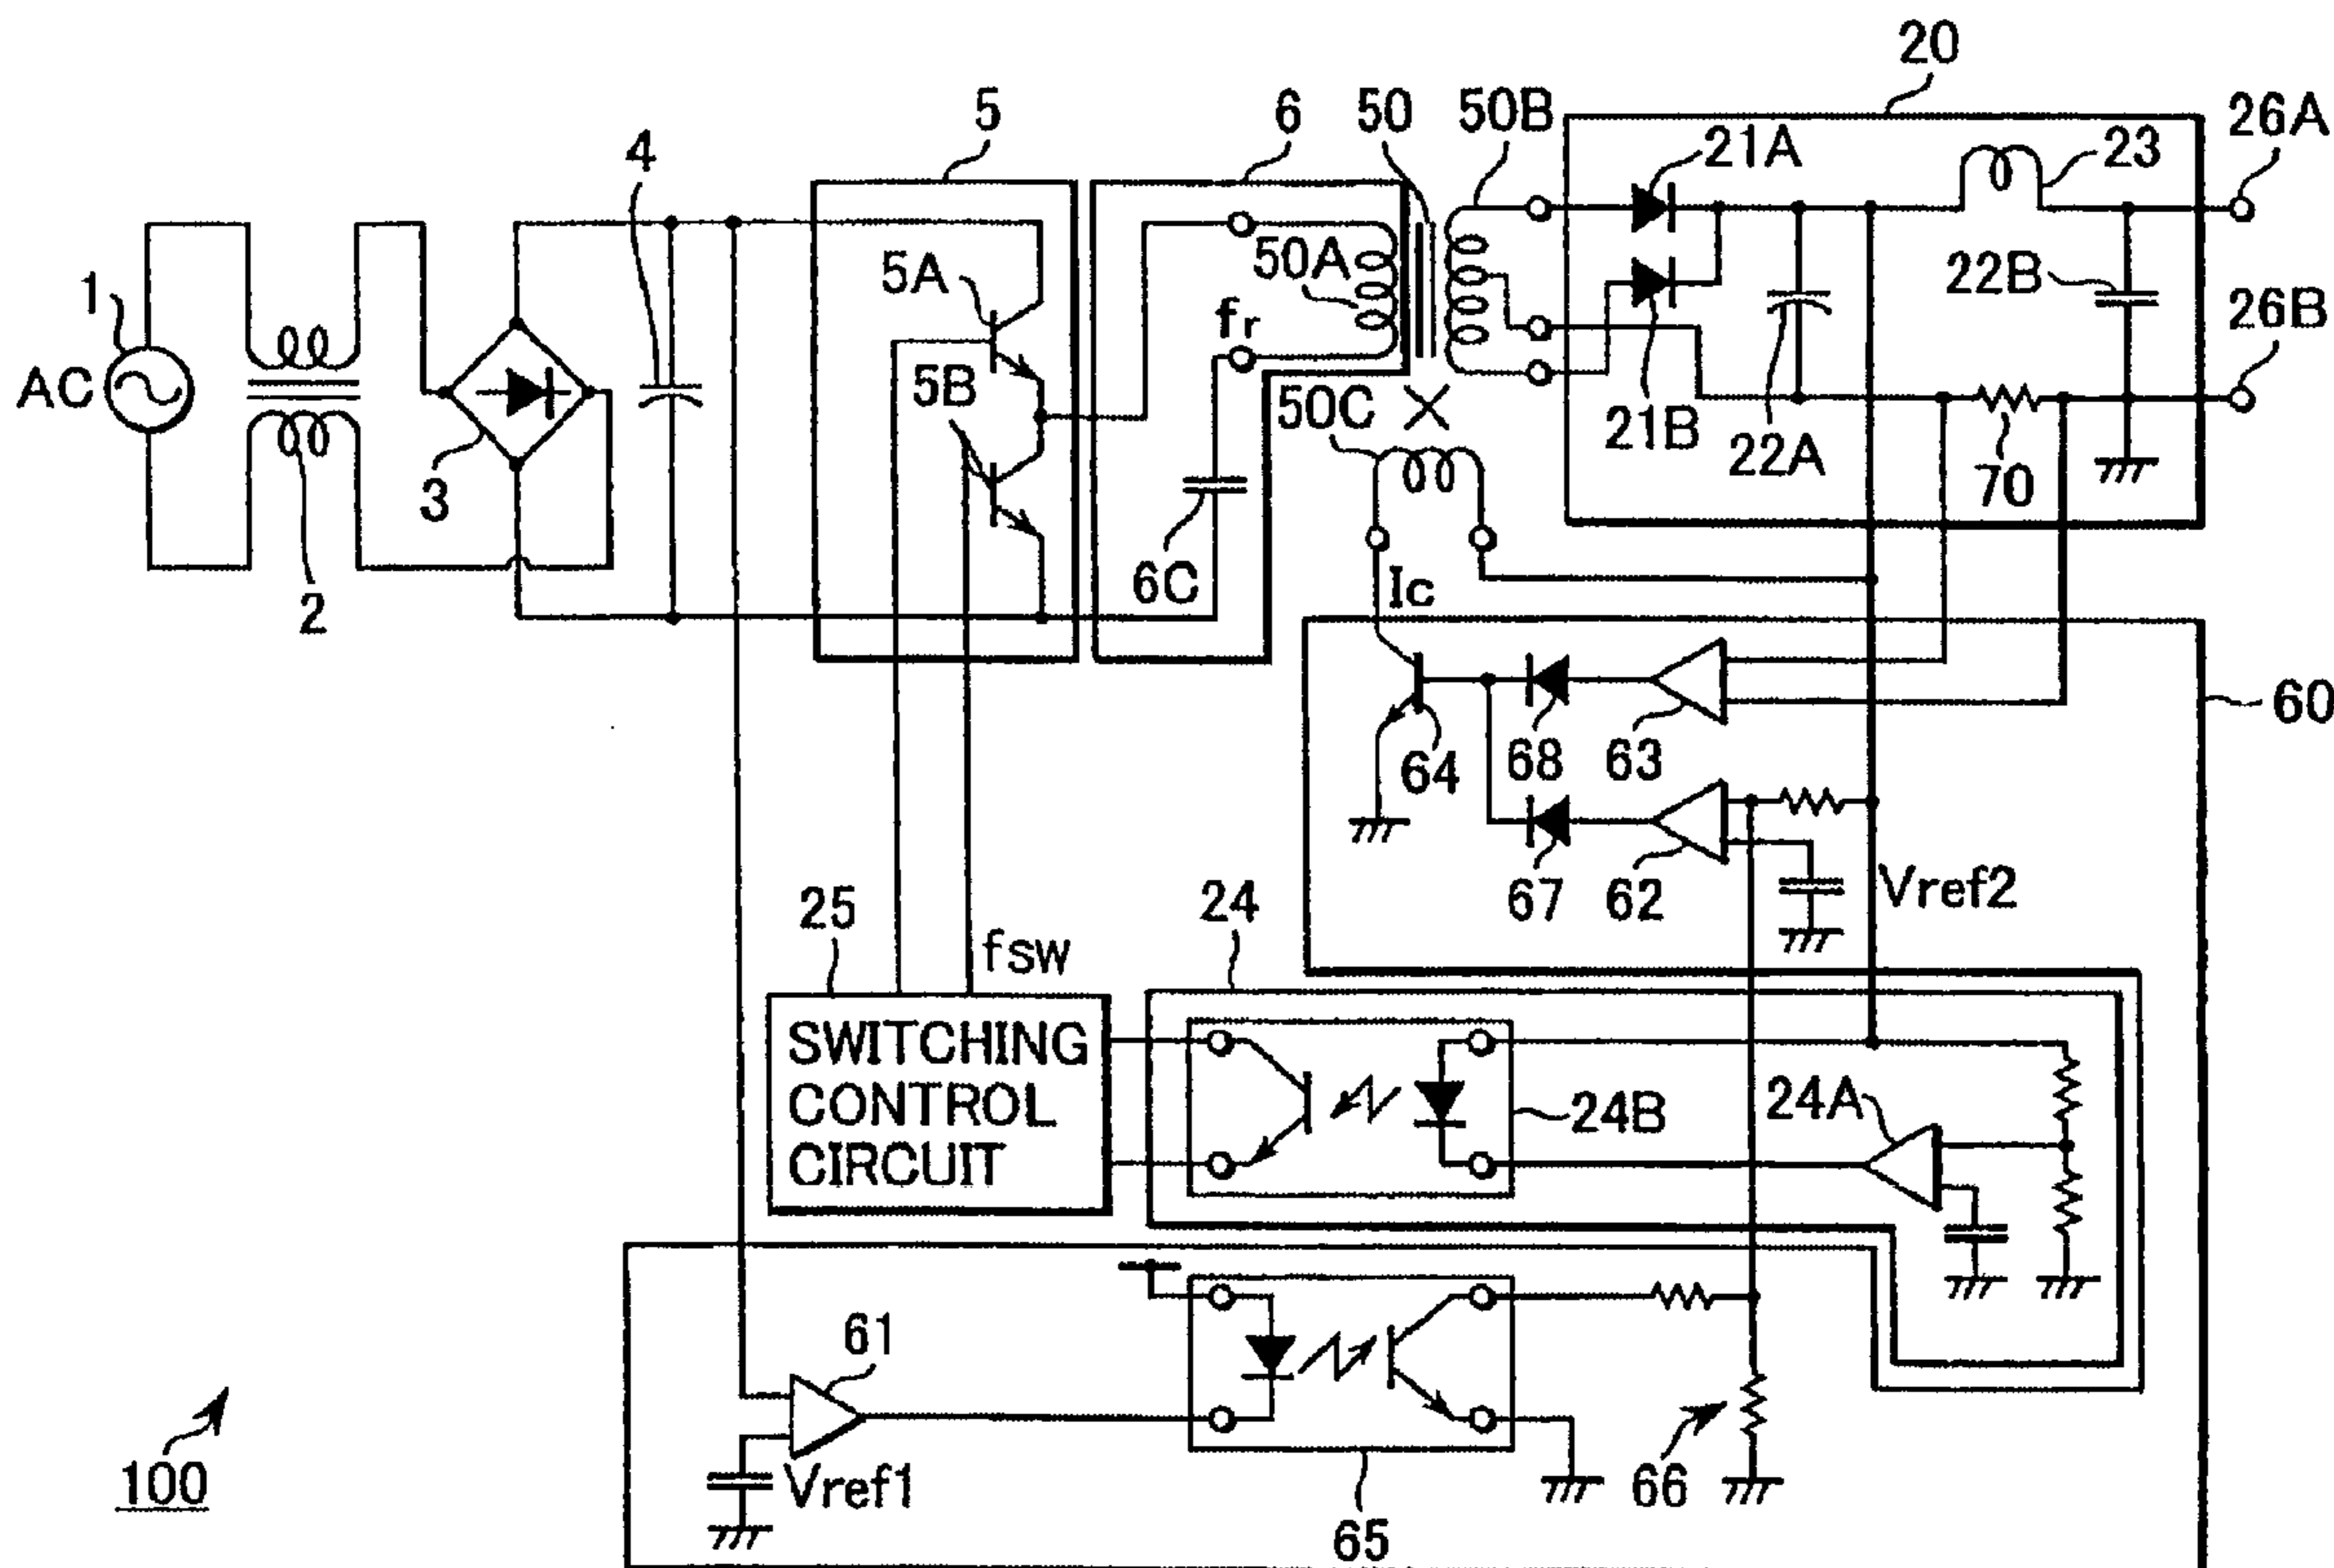 20
5
6
50
50B
26A
21A
23
4
5A
50A
22B
1
fr
26B
AC
5B
50C
21B
22A
70
3
6C
2
Ic
60
64
68
63
Vref2
67
62
25
24
fsw
SWITCHING
CONTROL
CIRCUIT
24B
24A
61
Vref1
66
65
100